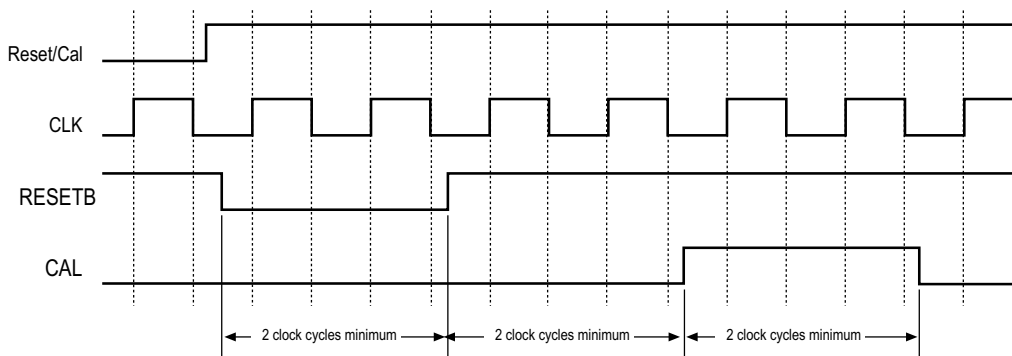 Reset/Cal
CLK
RESETB
CAL
2 clock cycles minimum
2 clock cycles minimum
2 clock cycles minimum